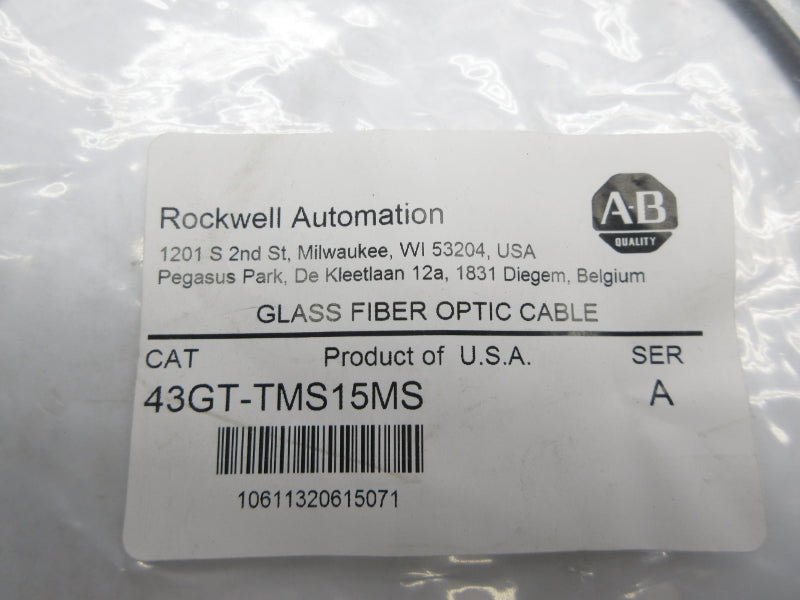 Rockwell Automation
A-B
QUALITY
1201 S 2nd St, Milwaukee, WI 53204, USA
Pegasus Park, De Kleetlaan 12a, 1831 Diegem, Belgium
GLASS FIBER OPTIC CABLE
CAT Product of U.S.A. SER
43GT-TMS15MS A
10611320615071